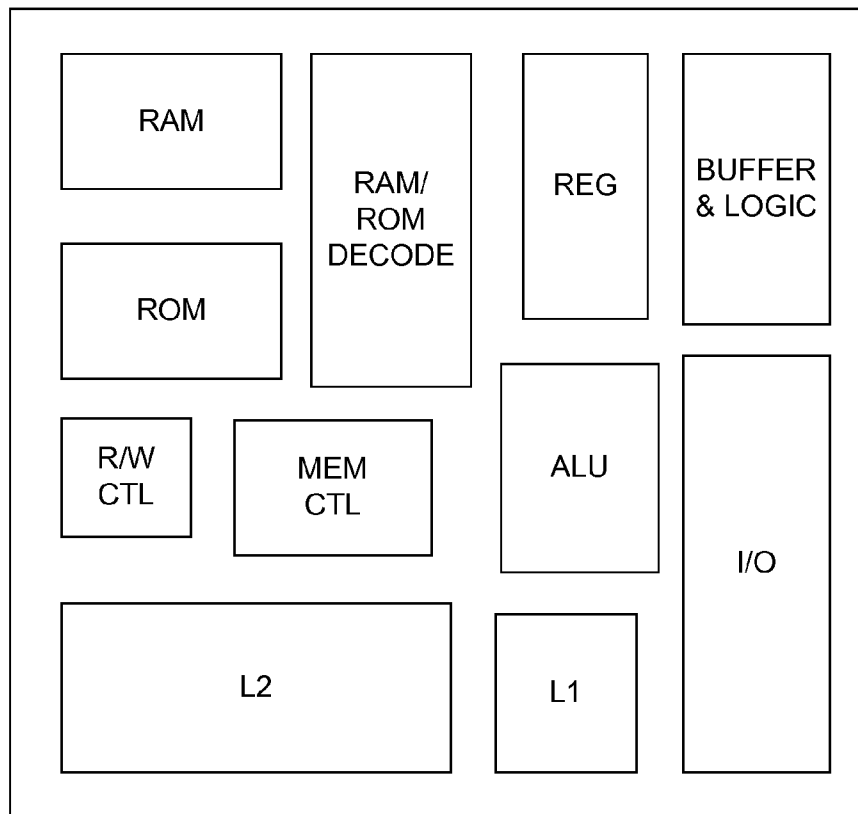 RAM
RAM/
ROM
DECODE
REG
BUFFER
& LOGIC
ROM
R/W
CTL
MEM
CTL
ALU
I/O
L2
L1